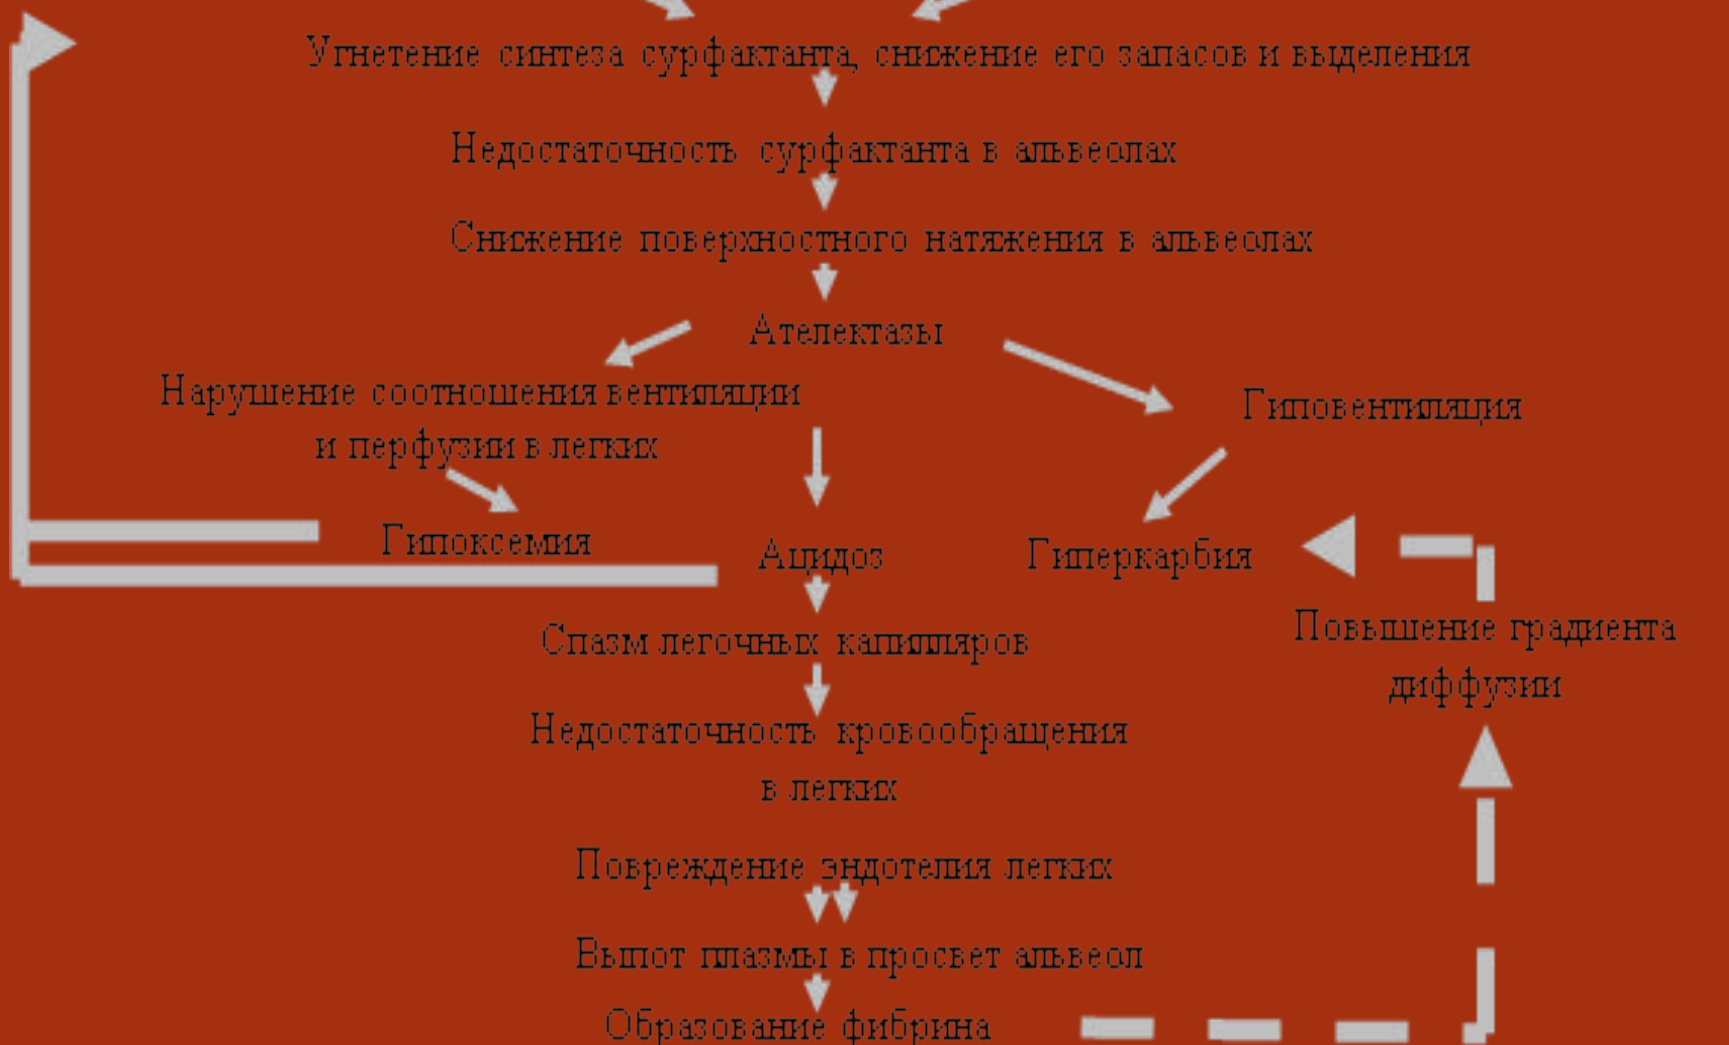 Угнетение синтеза сурфактанта, снижение его запасов и выделения
Недостаточность сурфактанта в альвеолах
Снижение поверхностного натяжения в альвеолах
Ателектазы
Нарушение соотношения вентиляции
и перфузии в легких
Гиповентиляция
Гипоксемия
Ацидоз
Гиперкарбия
Спазм легочных капилляров
Повышение градиента
диффузии
Недостаточность кровообращения
в легких
Повреждение эндотелия легких
Выпот плазмы в просвет альвеол
Образование фибрина